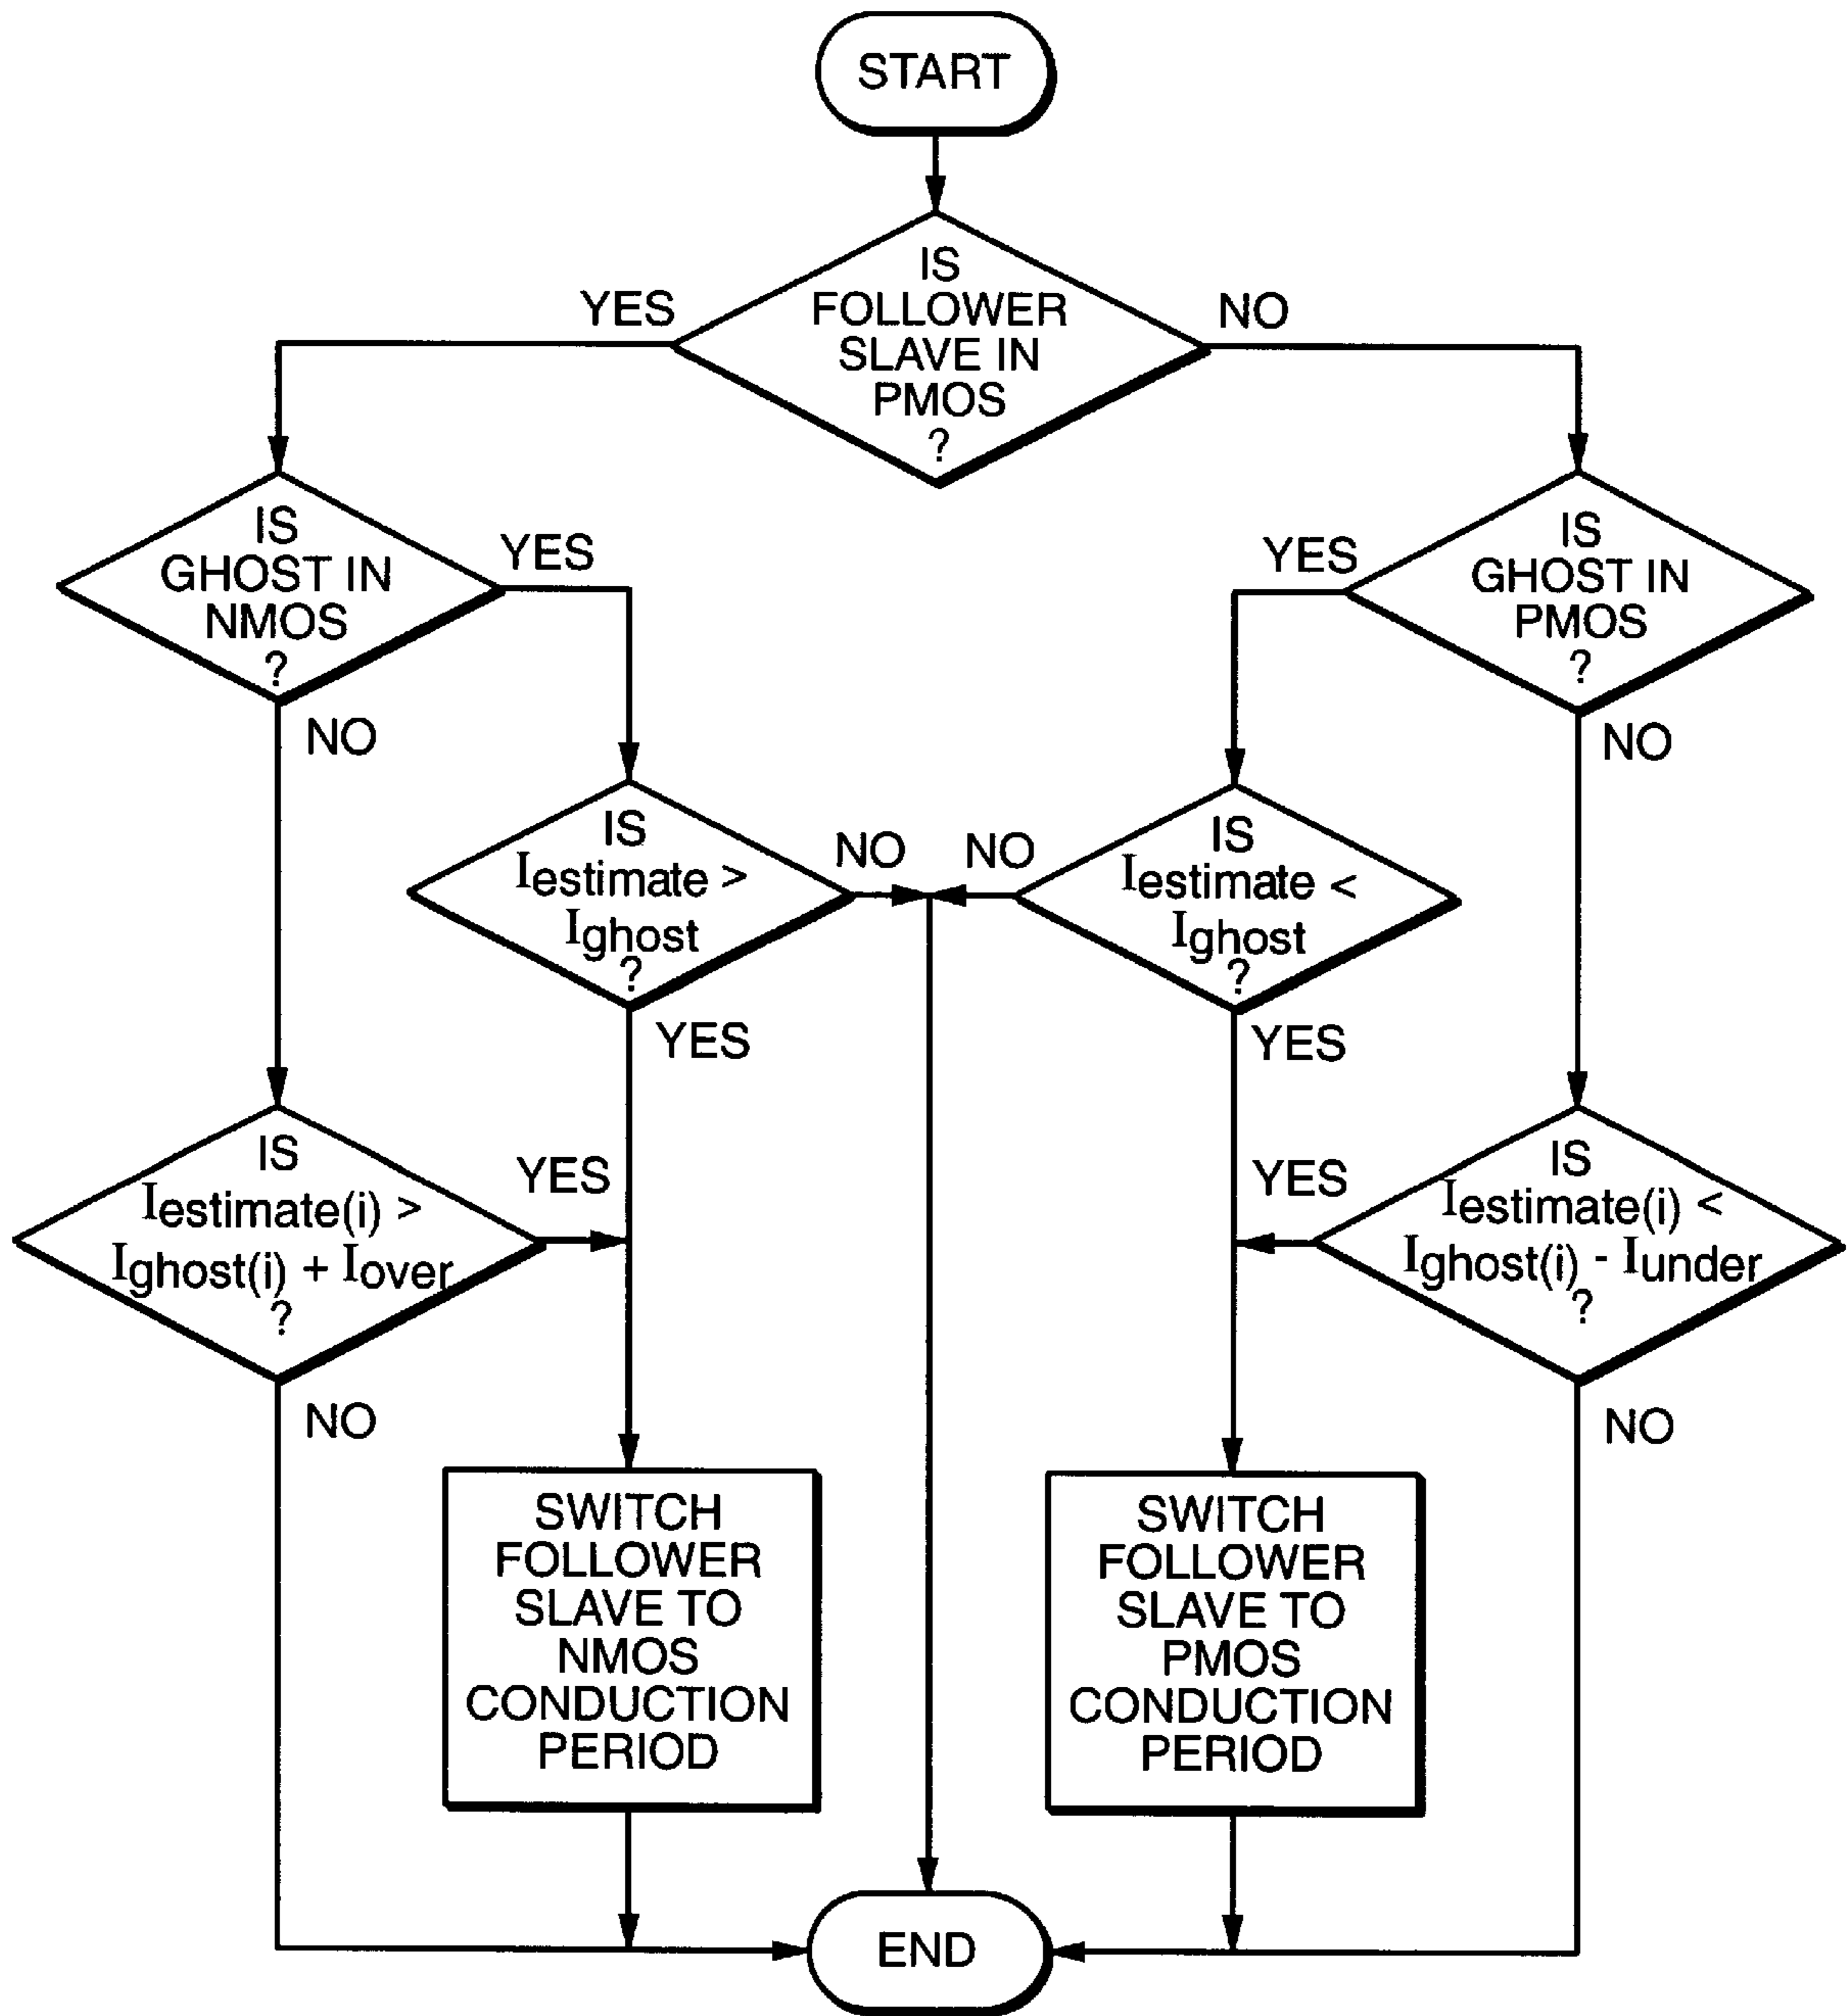 START
IS
FOLLOWER
SLAVE IN
PMOS
?
YES
NO
IS
GHOST IN
NMOS
?
YES
NO
YES
IS
GHOST IN
PMOS
?
NO
IS
Iestimate >
Ighost
?
NO
YES
NO
IS
Iestimate <
Ighost
?
YES
IS
Iestimate(i) >
Ighost(i) + Iover
?
YES
NO
YES
IS
Iestimate(i) <
Ighost(i) - Iunder
?
NO
SWITCH
FOLLOWER
SLAVE TO
NMOS
CONDUCTION
PERIOD
SWITCH
FOLLOWER
SLAVE TO
PMOS
CONDUCTION
PERIOD
END